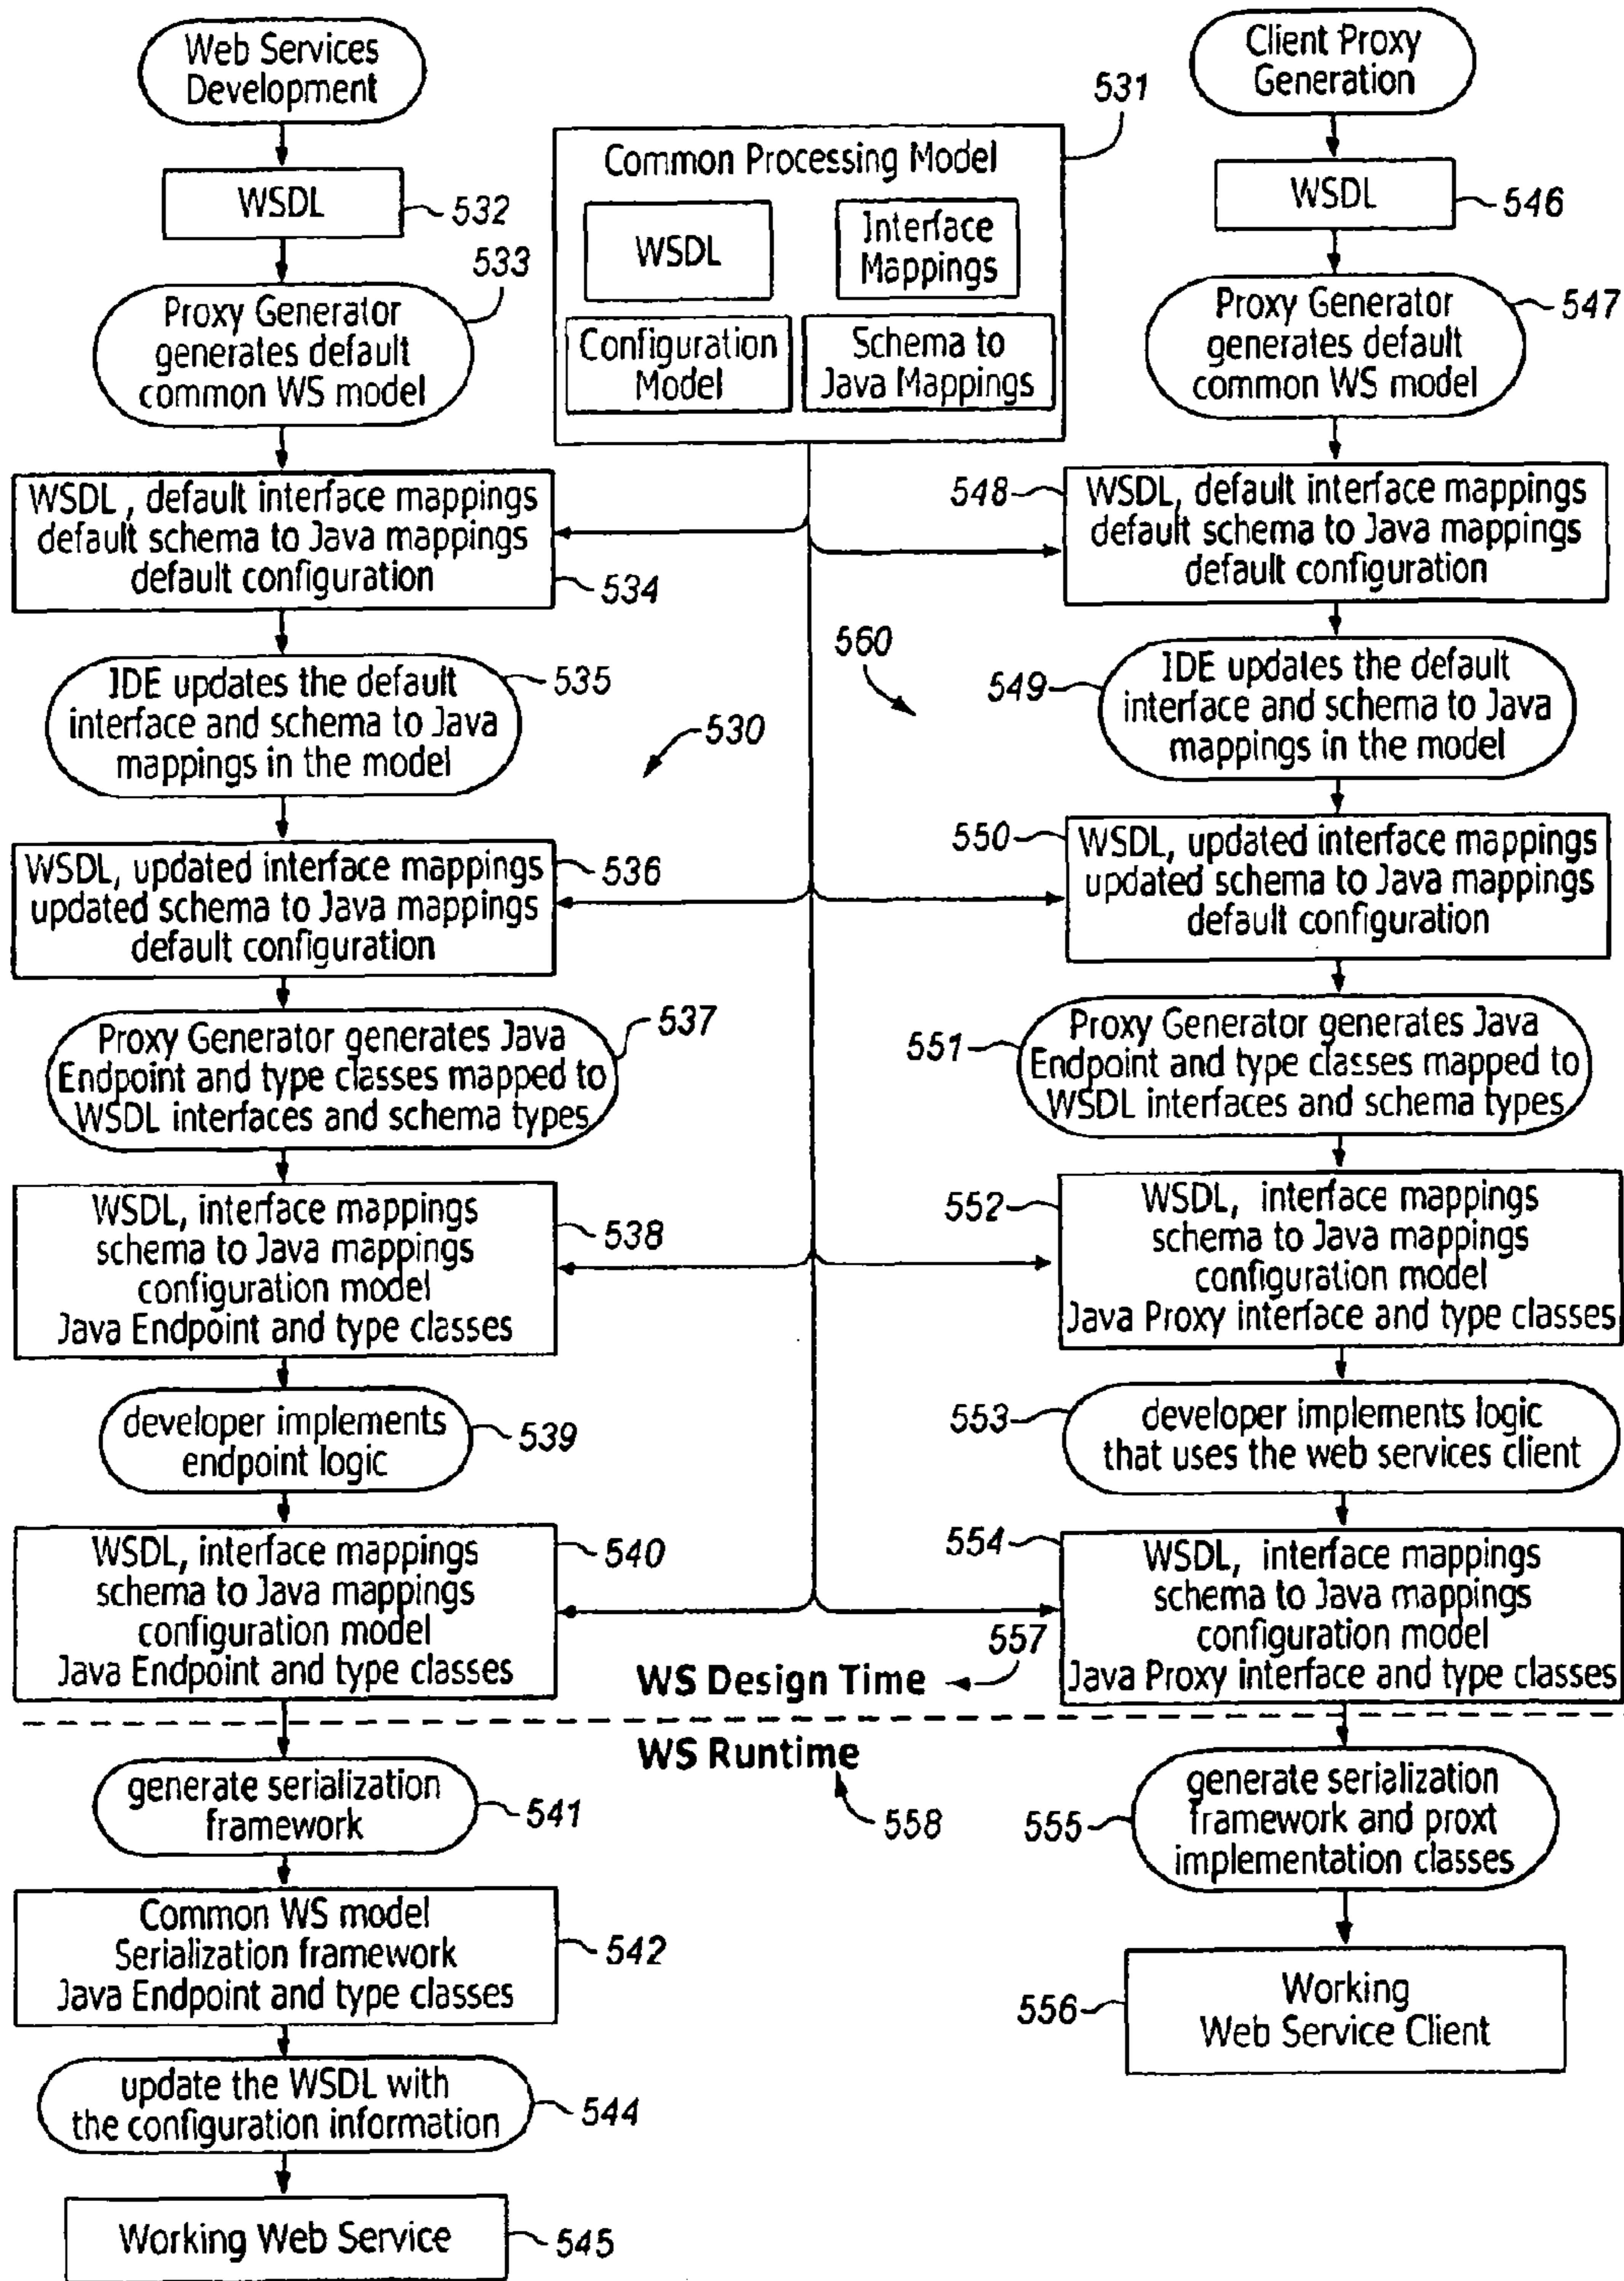 Web Services
Development
WSDL
532
533
Proxy Generator
generates default
common WS model
WSDL , default interface mappings
default schema to Java mappings
default configuration
534
IDE updates the default
interface and schema to Java
mappings in the model
535
530
WSDL, updated interface mappings
updated schema to Java mappings
default configuration
536
Proxy Generator generates Java
Endpoint and type classes mapped to
WSDL interfaces and schema types
537
WSDL, interface mappings
schema to Java mappings
configuration model
Java Endpoint and type classes
538
developer implements
endpoint logic
539
WSDL, interface mappings
schema to Java mappings
configuration model
Java Endpoint and type classes
540
generate serialization
framework
541
Common WS model
Serialization framework
Java Endpoint and type classes
542
update the WSDL with
the configuration information
544
Working Web Service
545
Common Processing Model
531
WSDL
Interface
Mappings
Configuration
Model
Schema to
Java Mappings
560
WS Design Time
557
WS Runtime
558
Client Proxy
Generation
WSDL
546
Proxy Generator
generates default
common WS model
547
548
WSDL, default interface mappings
default schema to Java mappings
default configuration
549
IDE updates the default
interface and schema to Java
mappings in the model
550
WSDL, updated interface mappings
updated schema to Java mappings
default configuration
551
Proxy Generator generates Java
Endpoint and type classes mapped to
WSDL interfaces and schema types
552
WSDL, interface mappings
schema to Java mappings
configuration model
Java Proxy interface and type classes
553
developer implements logic
that uses the web services client
554
WSDL, interface mappings
schema to Java mappings
configuration model
Java Proxy interface and type classes
555
generate serialization
framework and proxt
implementation classes
556
Working
Web Service Client